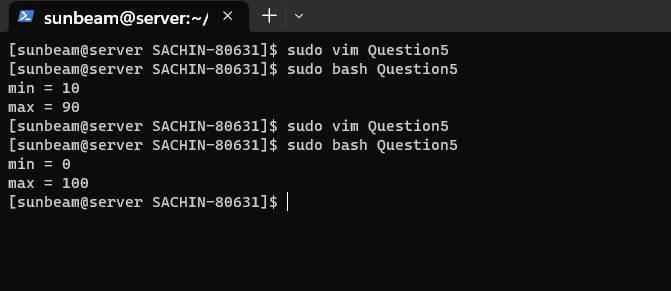 sunbeam@server:~/
[sunbeam@server SACHIN-80631]$ sudo vim Question5
[sunbeam@server SACHIN-80631]$ sudo bash Question5
min = 10
max = 90
[sunbeam@server SACHIN-80631]$ sudo vim Question5
[sunbeam@server SACHIN-80631]$ sudo bash Question5
min = 0
max = 100
[sunbeam@server SACHIN-80631]$